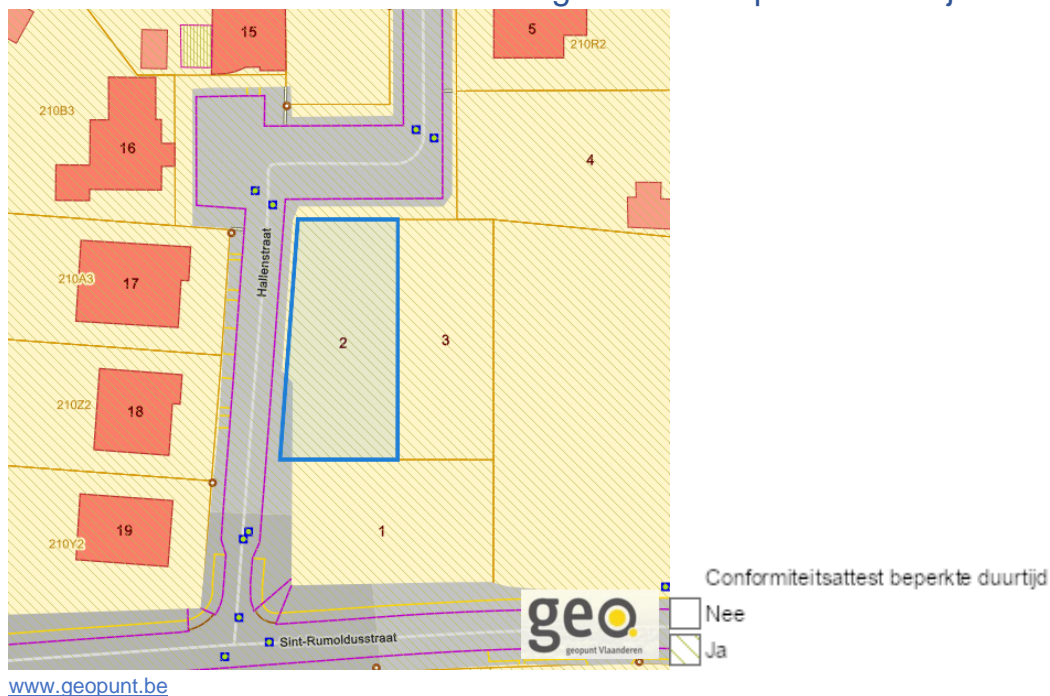 15
5
210R2
210B3
16
4
Hallenstraat
210A3
17
2
3
210Z2
18
1
19
210Y2
Sint-Rumoldusstraat
geo.
geopunt Vlaanderen
Conformiteitsattest beperkte duurtijd
Nee
Ja
www.geopunt.be